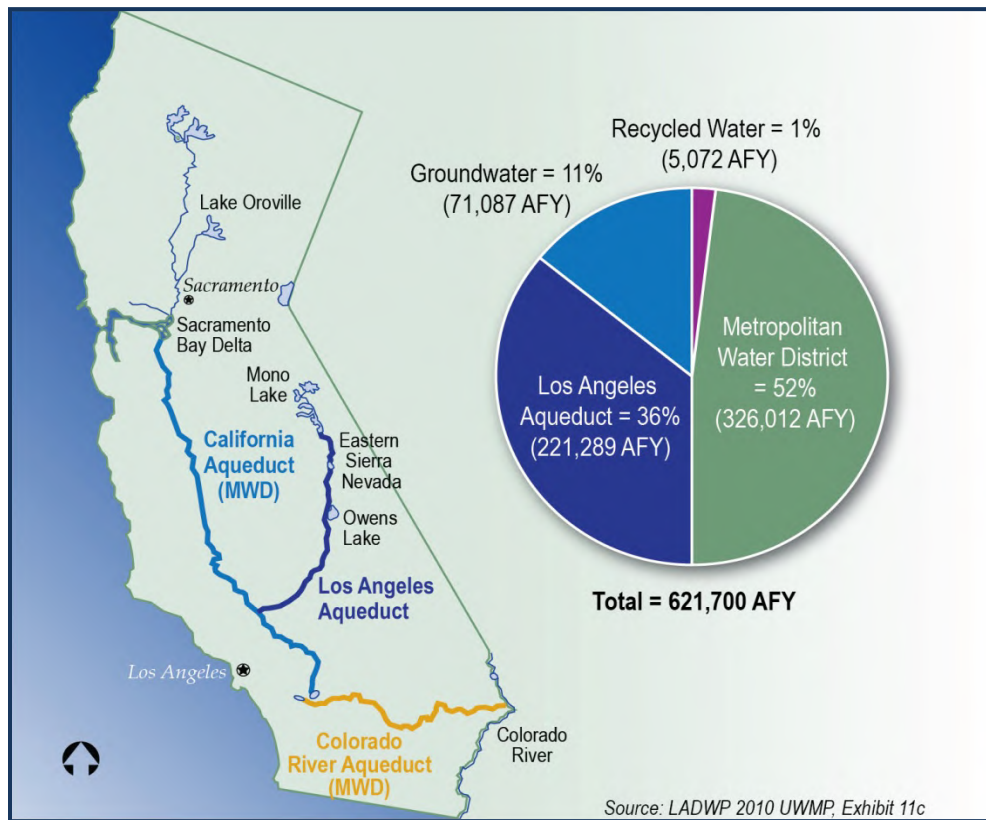 Lake Oroville
Sacramento
Sacramento
Bay Delta
Mono
Lake
California
Aqueduct
(MWD)
Eastern
Sierra
Nevada
Owens
Lake
Los Angeles
Aqueduct
Los Angeles
Colorado
River Aqueduct
(MWD)
Colorado
River
Recycled Water = 1%
(5,072 AFY)
Groundwater = 11%
(71,087 AFY)
Metropolitan
Water District
= 52%
(326,012 AFY)
Los Angeles
Aqueduct = 36%
(221,289 AFY)
Total = 621,700 AFY
Source: LADWP 2010 UWMP, Exhibit 11c